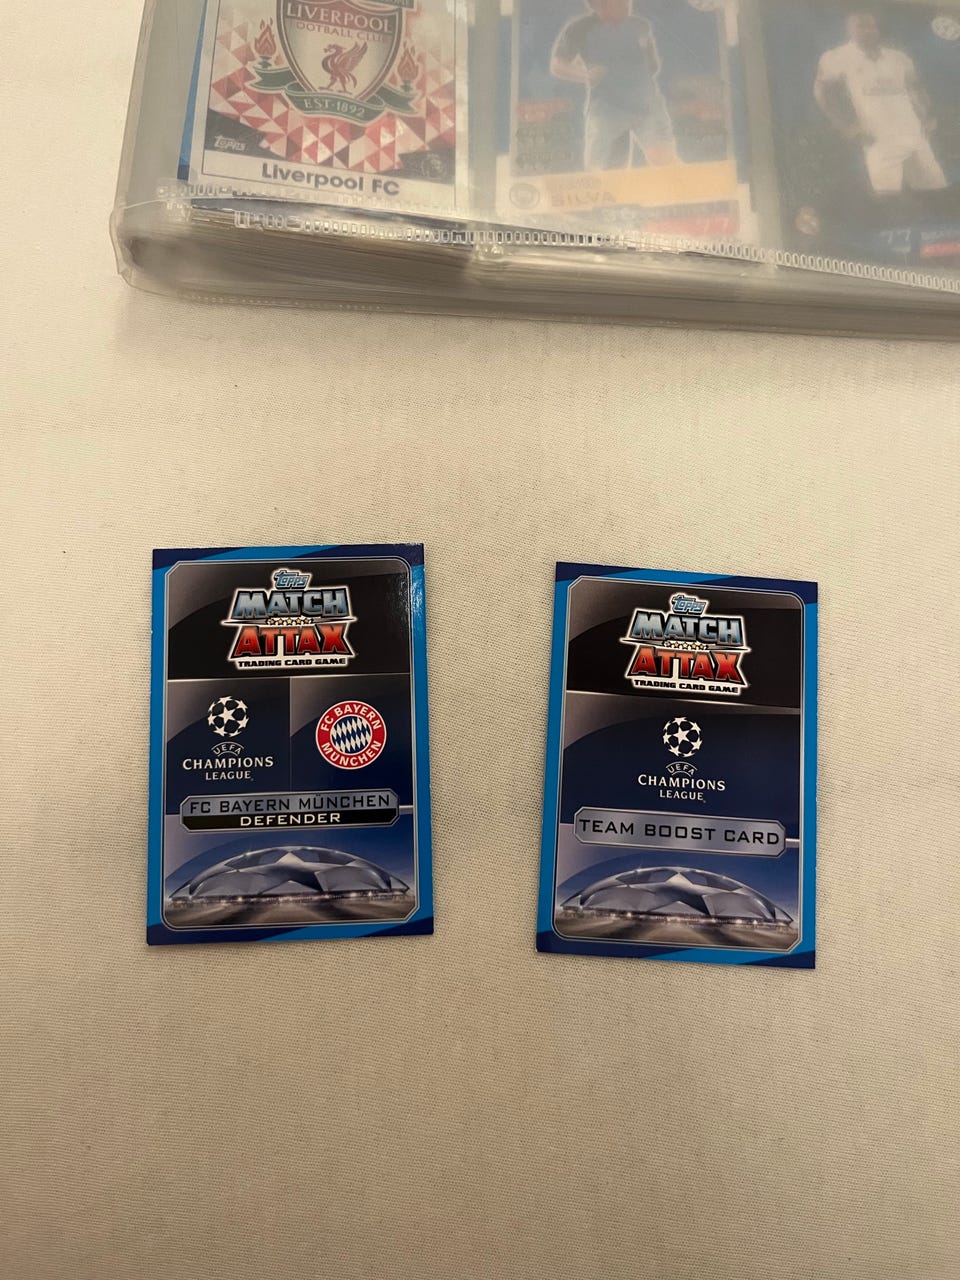 LIVERPOOL
FOOTBALL CLUB
EST·1892
TOPPS
Liverpool FC
SILVA
77
TOPPS
MATCH
ATTAX
TRADING CARD GAME
UEFA
CHAMPIONS
LEAGUE
FC BAYERN
MÜNCHEN
FC BAYERN MÜNCHEN
DEFENDER
TOPPS
MATCH
ATTAX
TRADING CARD GAME
UEFA
CHAMPIONS
LEAGUE
TEAM BOOST CARD